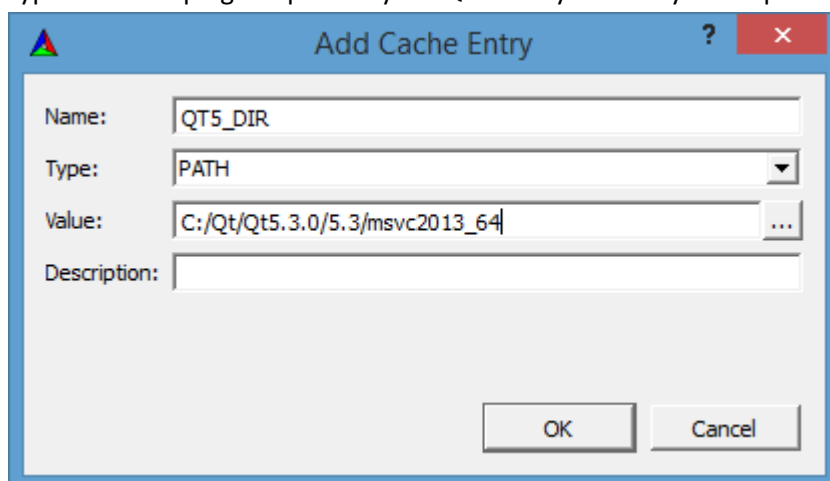 Add Cache Entry ? ×
Name: QT5_DIR
Type: PATH
Value: C:/Qt/Qt5.3.0/5.3/msvc2013_64 ...
Description:
OK Cancel